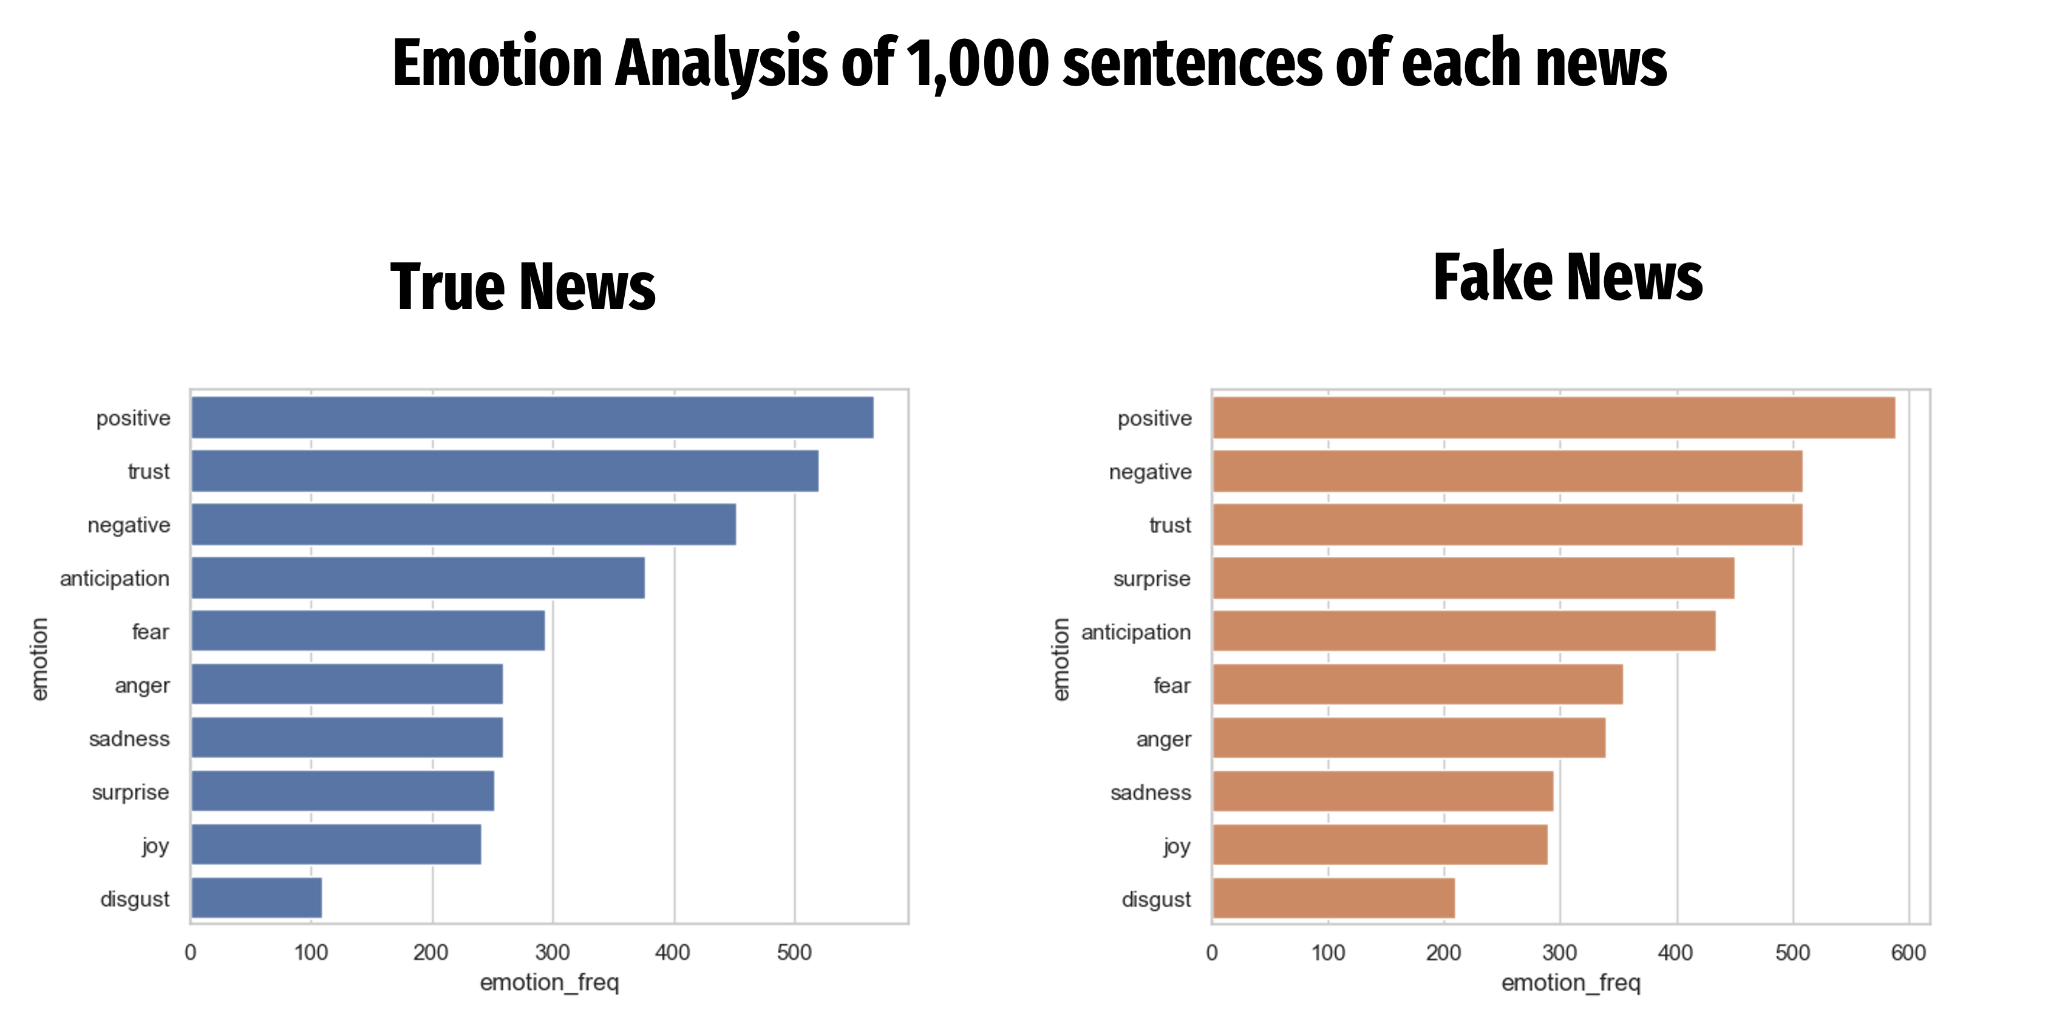 Emotion Analysis of 1,000 sentences of each news
True News
positive
trust
negative
anticipation
fear
anger
sadness
surprise
joy
disgust
emotion
0 100 200 300 400 500
emotion_freq
Fake News
positive
negative
trust
surprise
anticipation
fear
anger
sadness
joy
disgust
emotion
0 100 200 300 400 500 600
emotion_freq